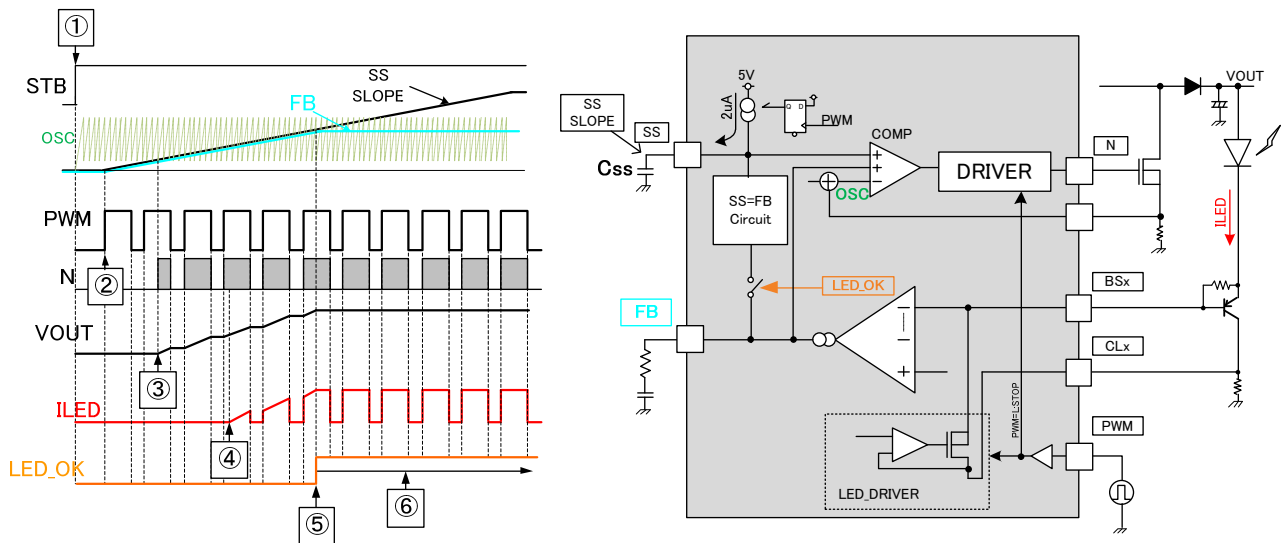 ①
STB
SS
SLOPE
FB
OSC
PWM
②
N
VOUT
③
ILED
④
LED_OK
⑤
⑥
5V
2uA
SS
SLOPE
SS
Css
Q D
PWM
COMP
+
+
−
OSC
DRIVER
N
VOUT
ILED
SS=FB
Circuit
LED_OK
FB
−
−
+
BSx
CLx
PWM=L:STOP
PWM
LED_DRIVER